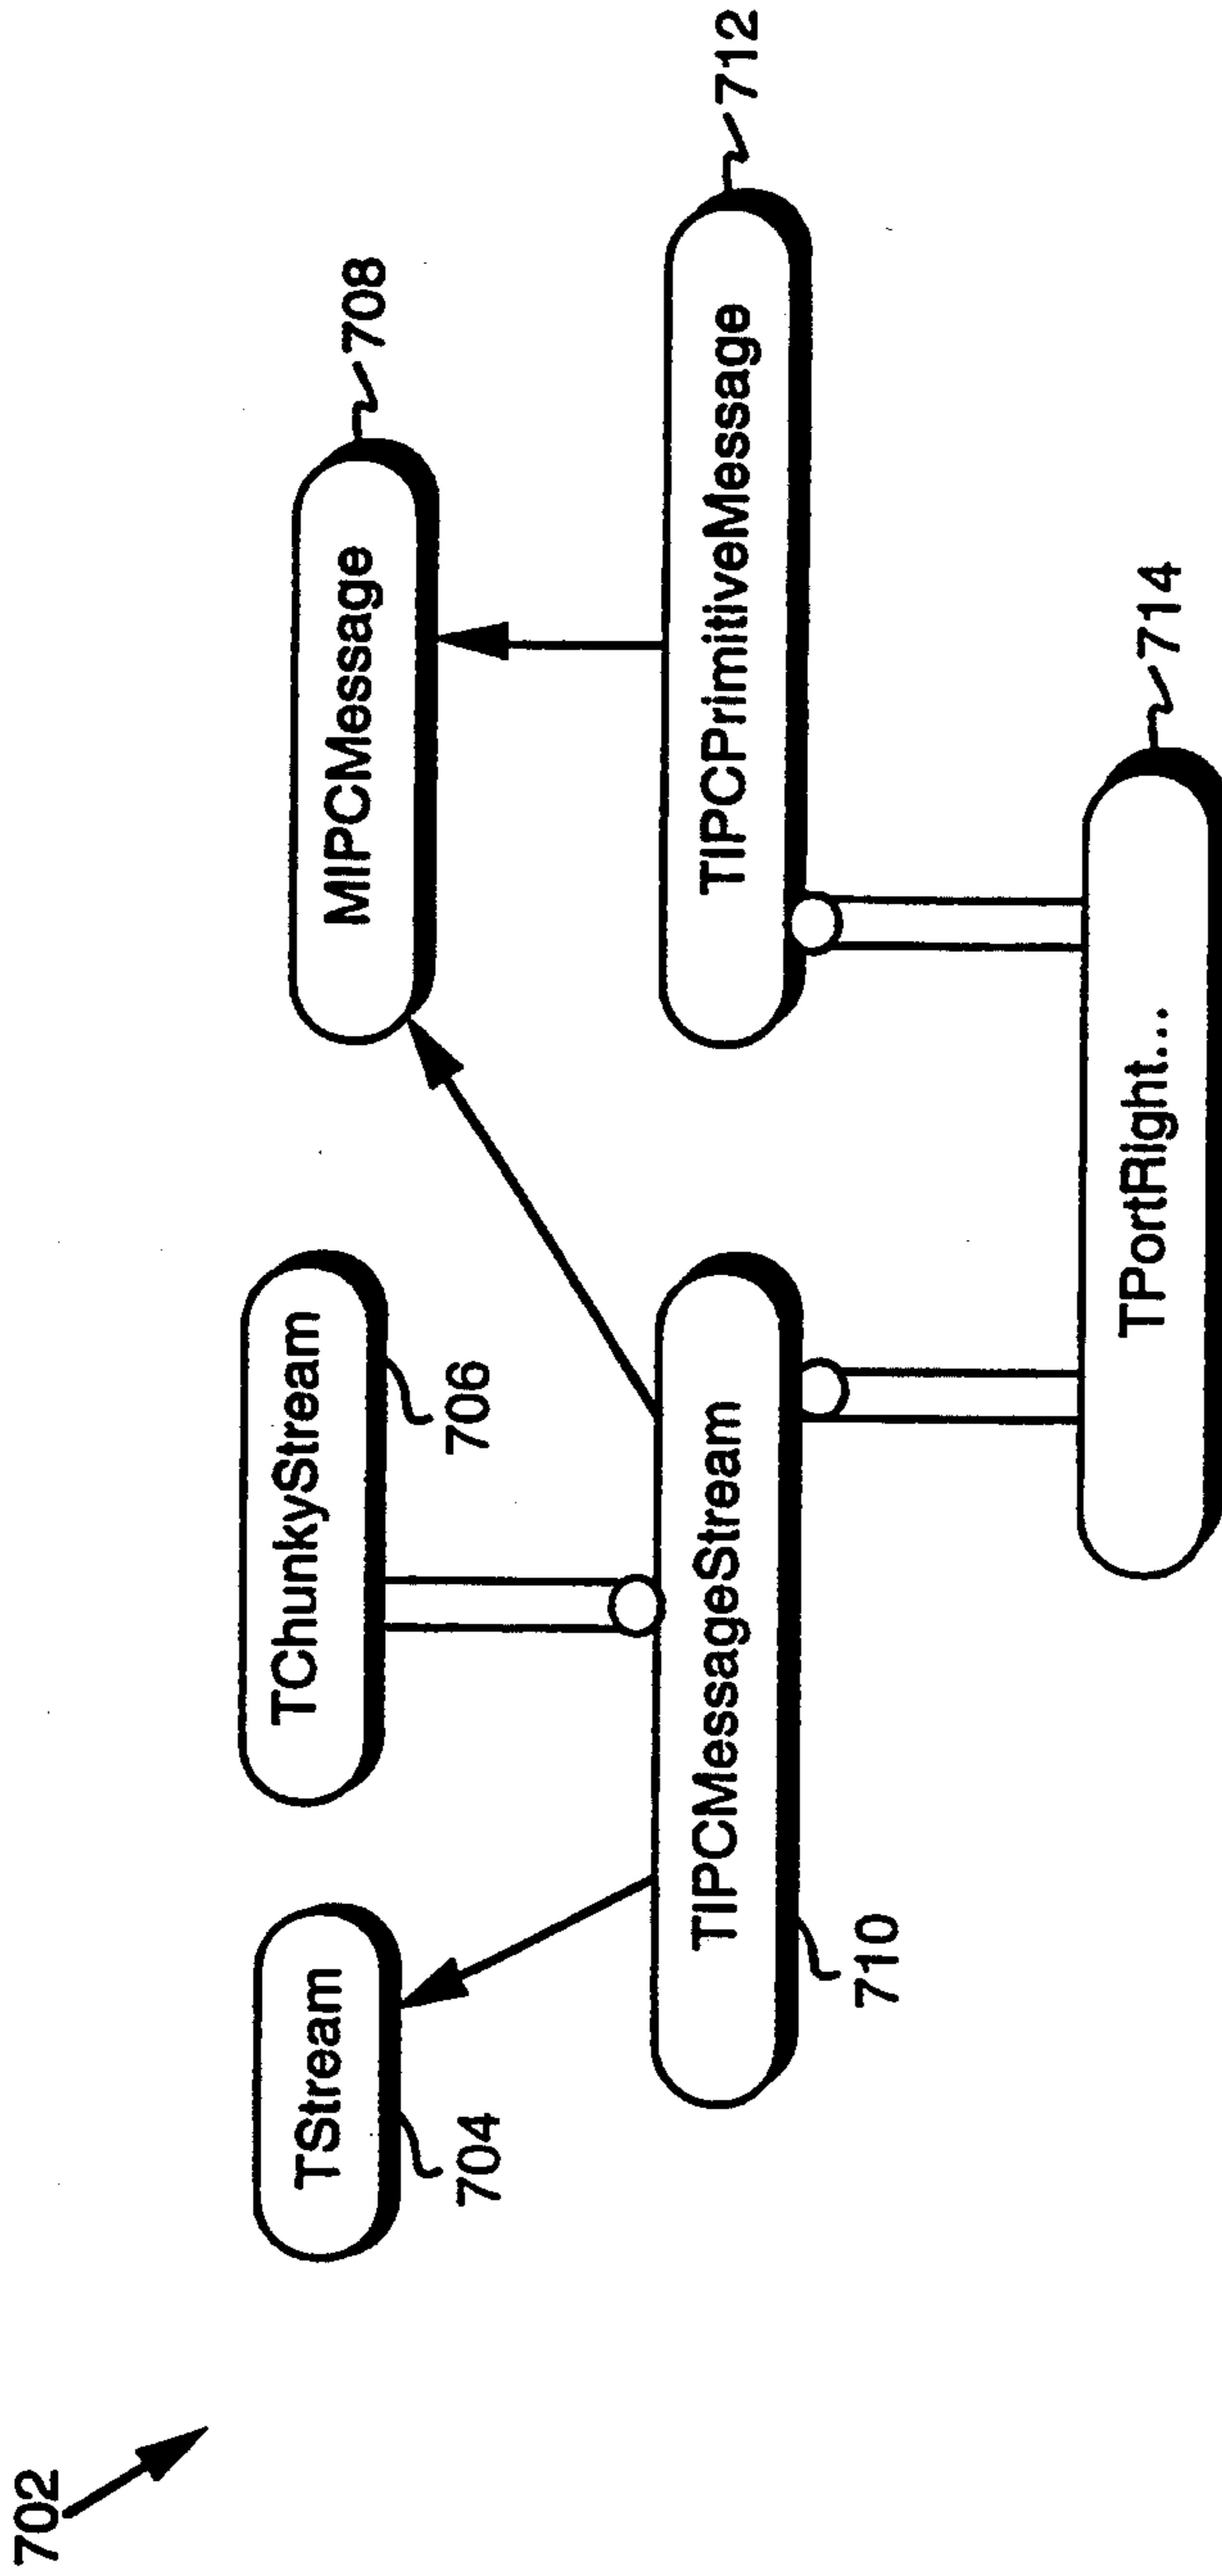 702
TStream
704
TChunkyStream
706
MIPCMessage
708
TIPCMessageStream
710
TIPCPrimitiveMessage
712
TPortRight...
714